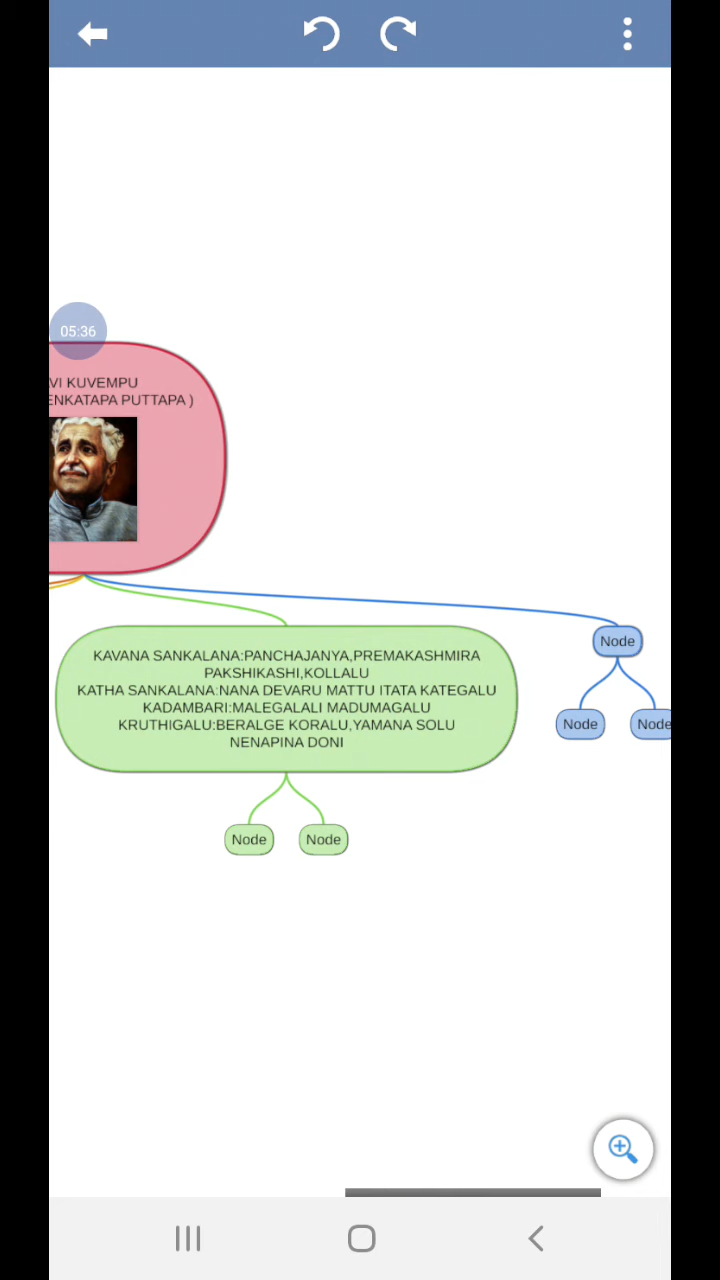 05:36
VI KUVEMPU
ENKATAPA PUTTAPA )
KAVANA SANKALANA:PANCHAJANYA,PREMAKASHMIRA
PAKSHIKASHI,KOLLALU
KATHA SANKALANA:NANA DEVARU MATTU ITATA KATEGALU
KADAMBARI:MALEGALALI MADUMAGALU
KRUTHIGALU:BERALGE KORALU,YAMANA SOLU
NENAPINA DONI
Node
Node
Node
Node
Node